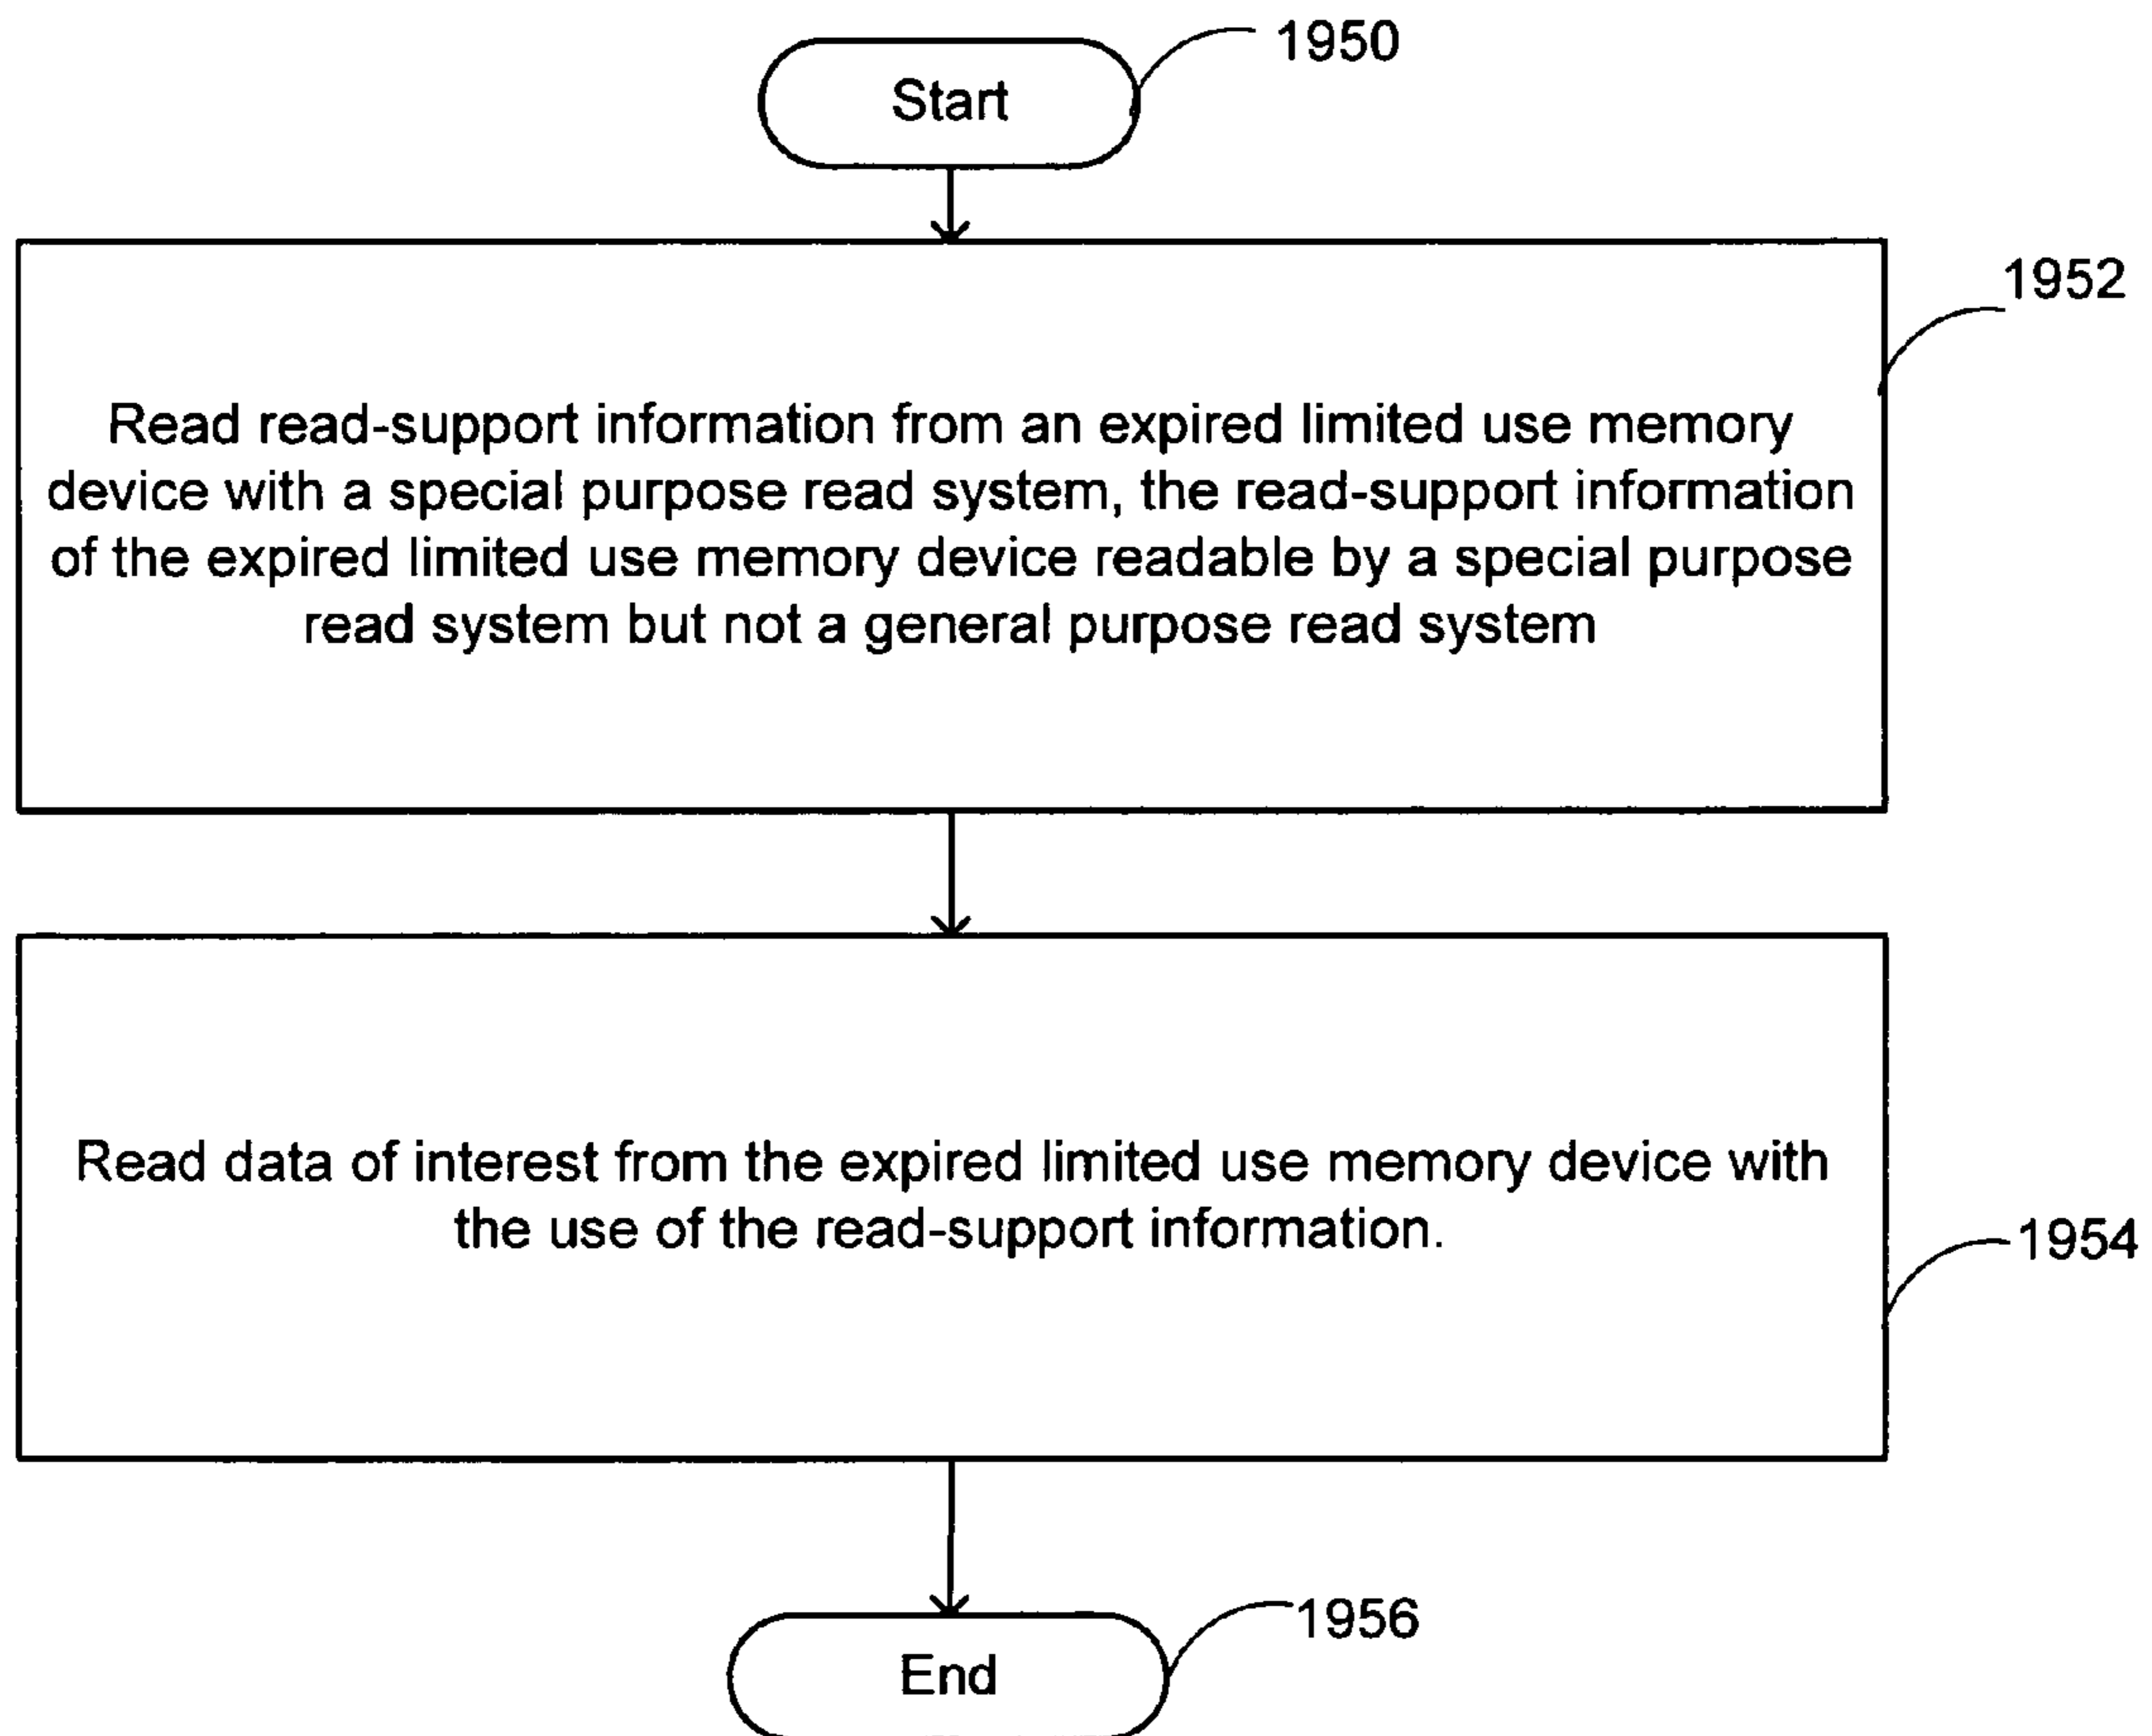 Start
1950
1952
Read read-support information from an expired limited use memory
device with a special purpose read system, the read-support information
of the expired limited use memory device readable by a special purpose
read system but not a general purpose read system
Read data of interest from the expired limited use memory device with
the use of the read-support information.
1954
1956
End